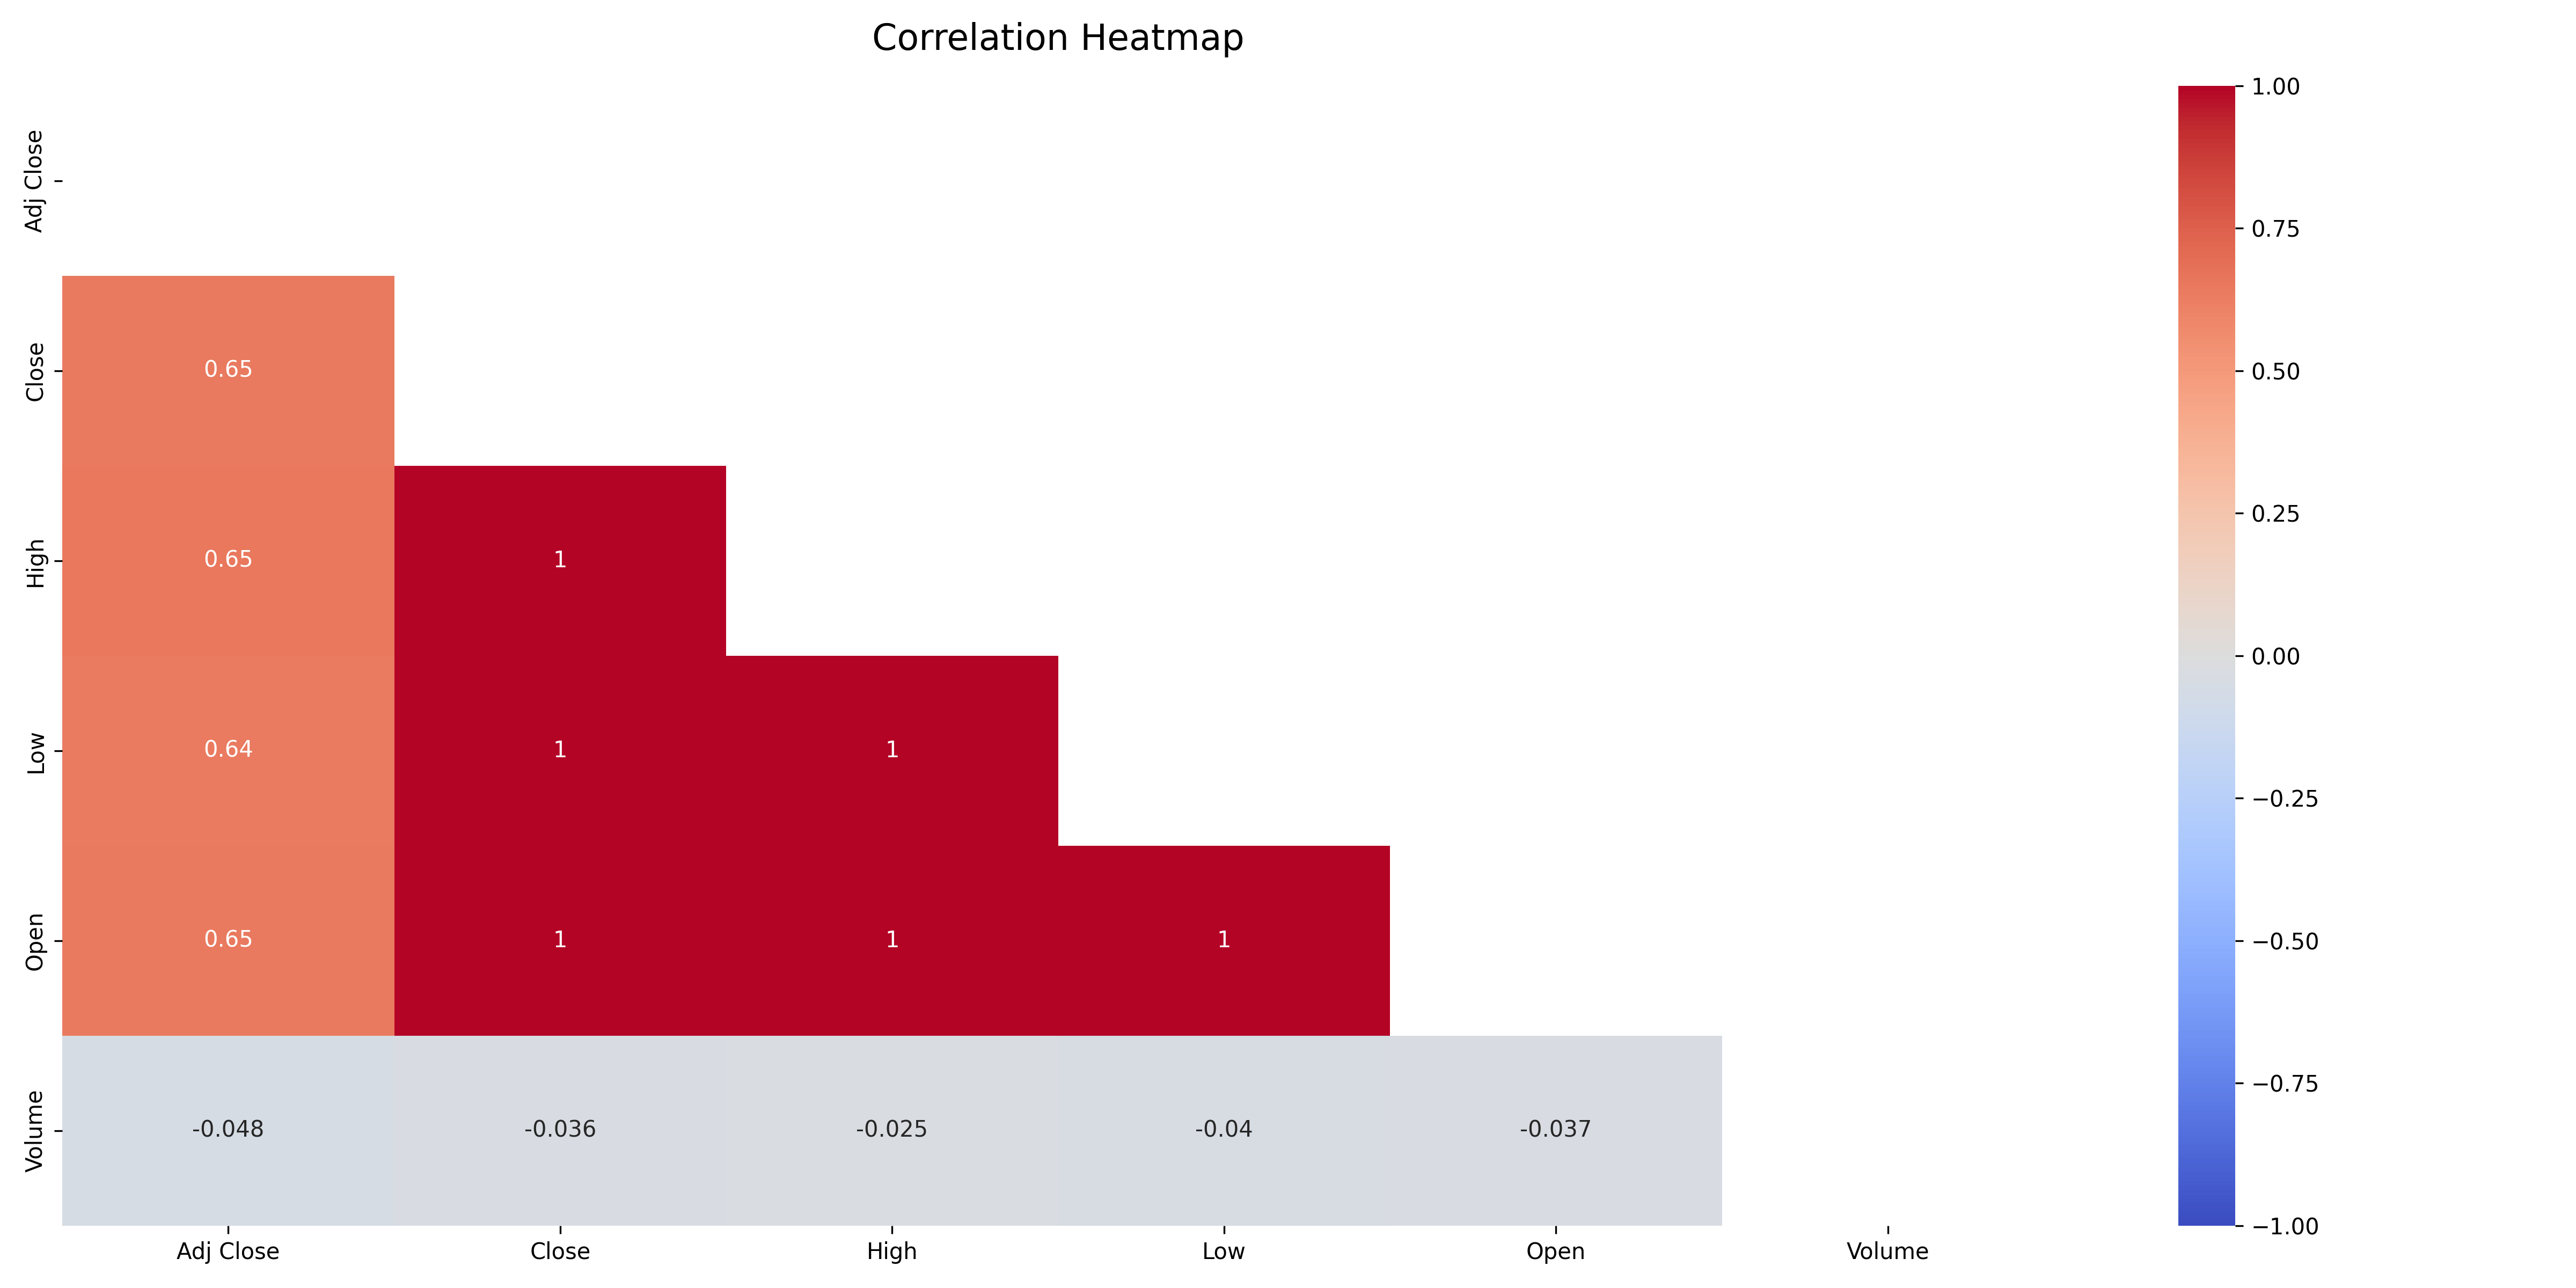 Correlation Heatmap
1.00
Adj Close
0.75
Close
0.65
0.50
0.25
High
0.65 1
0.00
Low
0.64 1 1
−0.25
Open
0.65 1 1 1
−0.50
−0.75
Volume
-0.048 -0.036 -0.025 -0.04 -0.037
−1.00
Adj Close Close High Low Open Volume